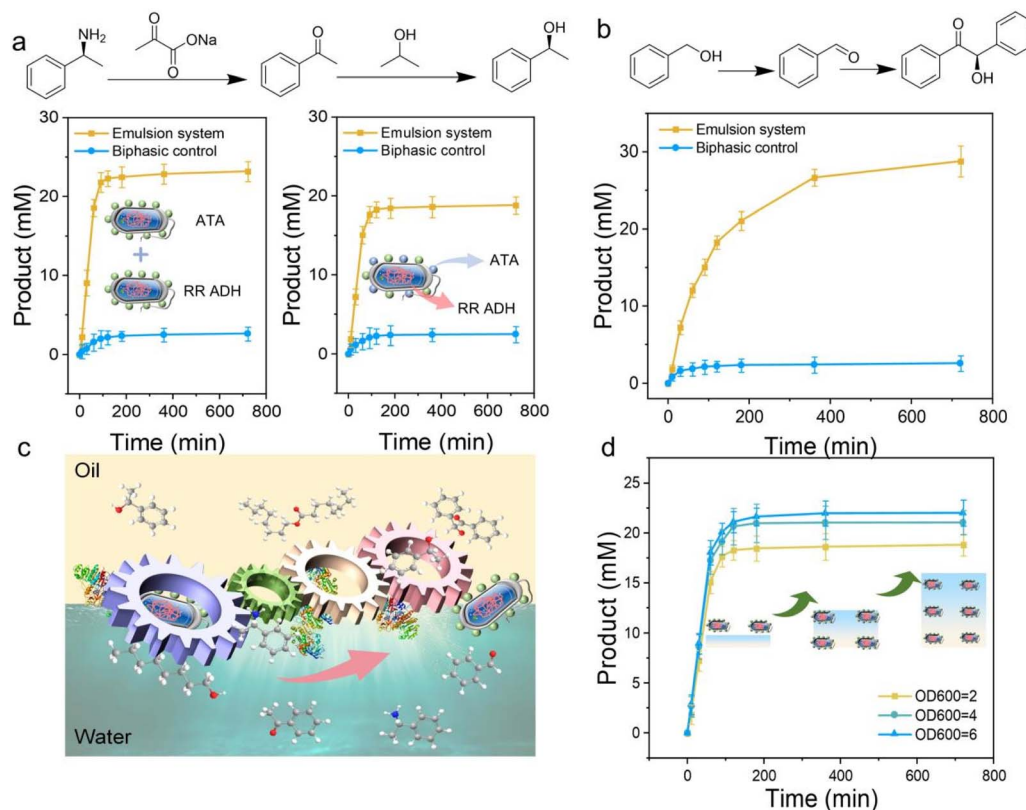 a
NH2
O
ONa
O
O
OH
OH
30
20
10
0
Product (mM)
Emulsion system
Biphasic control
ATA
RR ADH
0 200 400 600 800
Time (min)
30
20
10
0
Product (mM)
Emulsion system
Biphasic control
ATA
RR ADH
0 200 400 600 800
Time (min)
b
OH
O
O
OH
30
20
10
0
Product (mM)
Emulsion system
Biphasic control
0 200 400 600 800
Time (min)
c
Oil
Water
d
25
20
15
10
5
0
Product (mM)
OD600=2
OD600=4
OD600=6
0 200 400 600 800
Time (min)